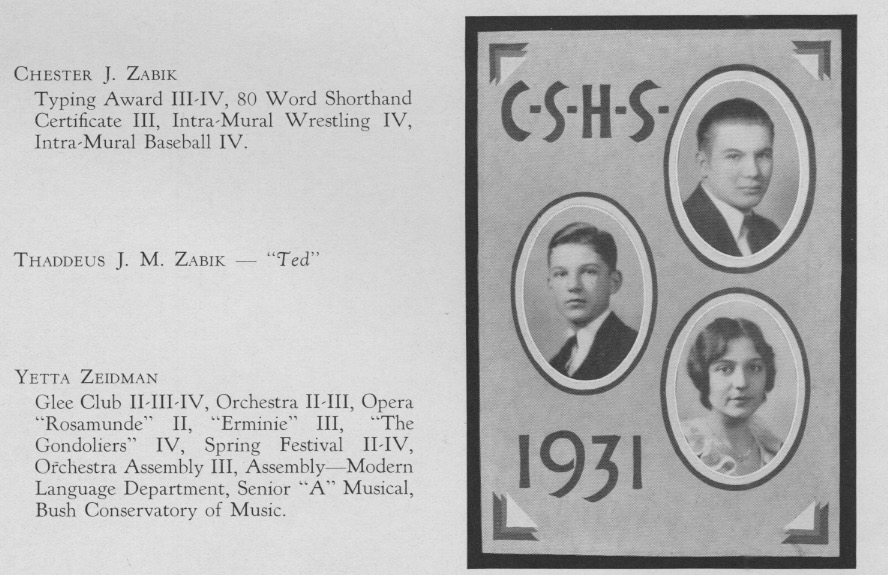 CHESTER J. ZABIK
Typing Award III-IV, 80 Word Shorthand
Certificate III, Intra-Mural Wrestling IV,
Intra-Mural Baseball IV.
THADDEUS J. M. ZABIK — "Ted"
YETTA ZEIDMAN
Glee Club II-III-IV, Orchestra II-III, Opera
"Rosamunde" II, "Erminie" III, "The
Gondoliers" IV, Spring Festival II-IV,
Orchestra Assembly III, Assembly—Modern
Language Department, Senior "A" Musical,
Bush Conservatory of Music.
C-S-H-S-
1931